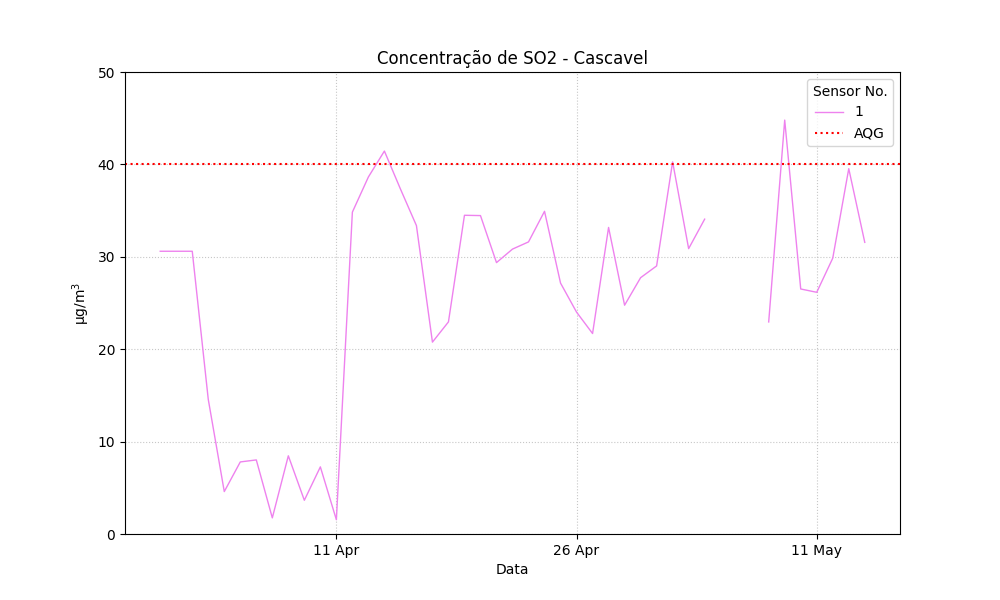 Concentração de SO2 - Cascavel
Sensor No.
1
AQG
50
40
30
20
10
0
µg/m³
11 Apr
26 Apr
11 May
Data